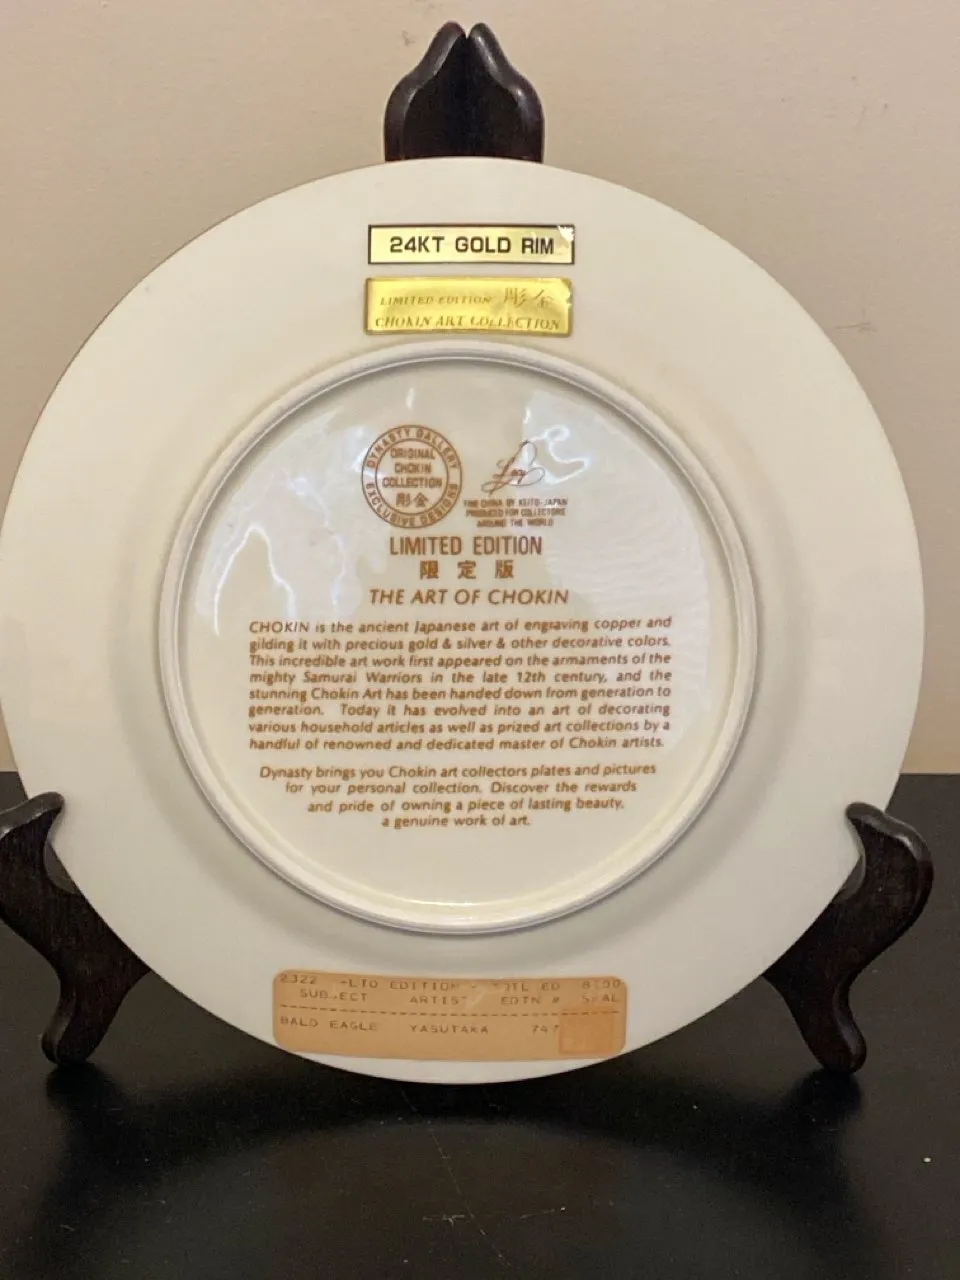 24KT GOLD RIM
LIMITED EDITION 彫金
CHOKIN ART COLLECTION
DYNASTY GALLERY
ORIGINAL
CHOKIN
COLLECTION
彫金
EXCLUSIVE DESIGNS
FINE CHINA BY KEITO-JAPAN
PRODUCED FOR COLLECTORS
AROUND THE WORLD
LIMITED EDITION
限定版
THE ART OF CHOKIN
CHOKIN is the ancient Japanese art of engraving copper and
gilding it with precious gold & silver & other decorative colors.
This incredible art work first appeared on the armaments of the
mighty Samurai Warriors in the late 12th century, and the
stunning Chokin Art has been handed down from generation to
generation. Today it has evolved into an art of decorating
various household articles as well as prized art collections by a
handful of renowned and dedicated master of Chokin artists.
Dynasty brings you Chokin art collectors plates and pictures
for your personal collection. Discover the rewards
and pride of owning a piece of lasting beauty,
a genuine work of art.
2322 -LTD EDITION - ED
SUBJECT ARTIST EDTN # SEAL
BALD EAGLE YASUTAKA 747